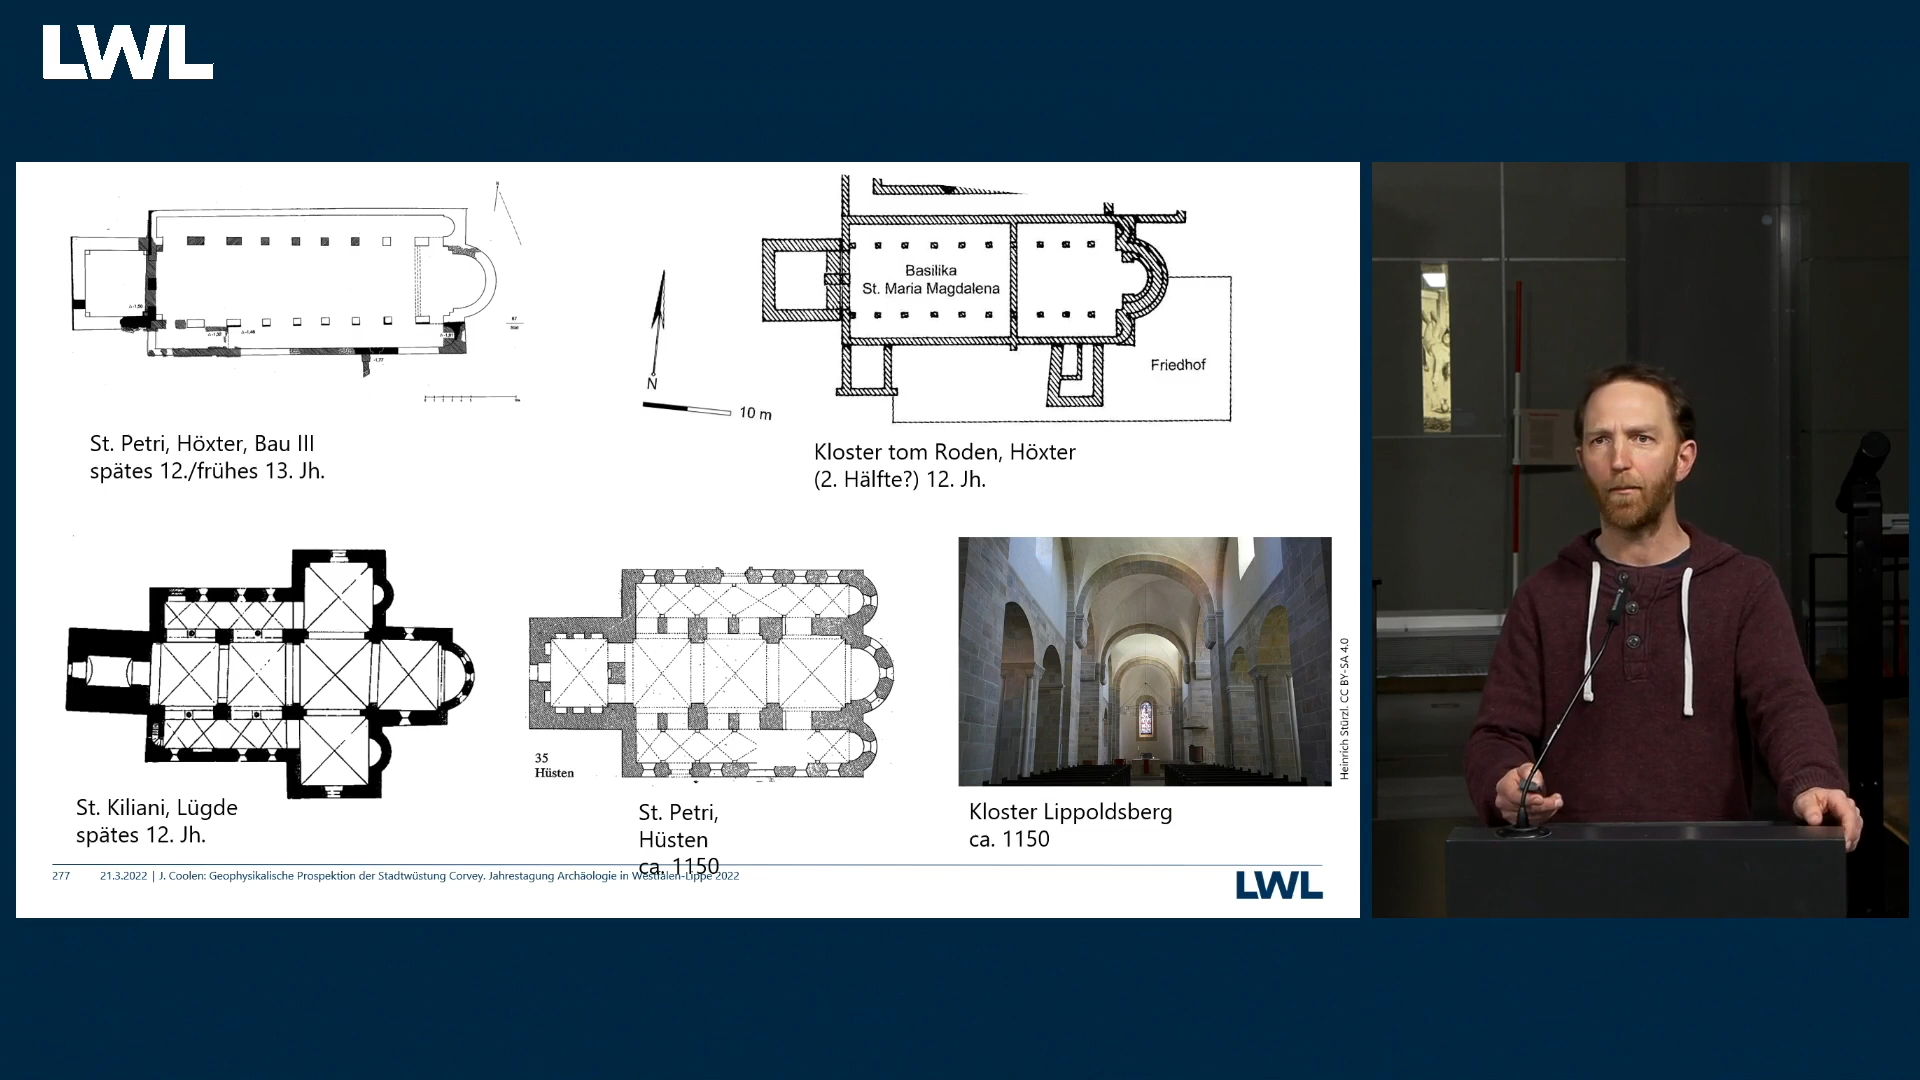 LWL
Basilika
St. Maria Magdalena
Friedhof
N
10 m
St. Petri, Höxter, Bau III
spätes 12./frühes 13. Jh.
Kloster tom Roden, Höxter
(2. Hälfte?) 12. Jh.
35
Hüsten
St. Kiliani, Lügde
spätes 12. Jh.
St. Petri,
Hüsten
ca. 1150
Kloster Lippoldsberg
ca. 1150
Heinrich Stürzl. CC BY-SA 4.0
277 21.3.2022 | J. Coolen: Geophysikalische Prospektion der Stadtwüstung Corvey. Jahrestagung Archäologie in Westfalen-Lippe 2022
LWL